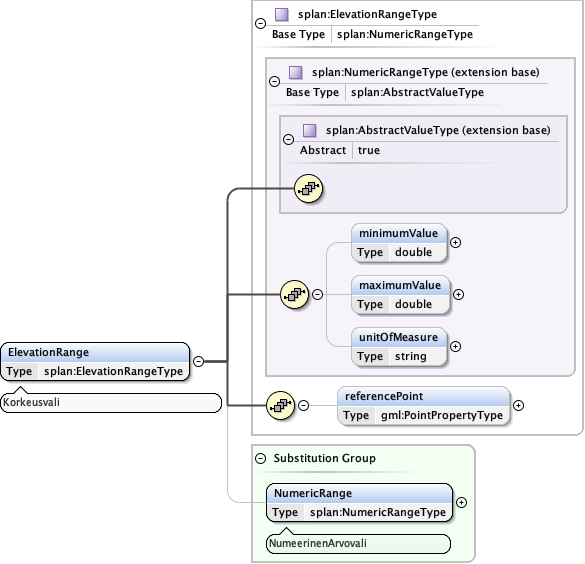 splan:ElevationRangeType
Base Type splan:NumericRangeType
splan:NumericRangeType (extension base)
Base Type splan:AbstractValueType
splan:AbstractValueType (extension base)
Abstract true
minimumValue
Type double
maximumValue
Type double
unitOfMeasure
Type string
ElevationRange
Type splan:ElevationRangeType
Korkeusvali
referencePoint
Type gml:PointPropertyType
Substitution Group
NumericRange
Type splan:NumericRangeType
NumeerinenArvovali